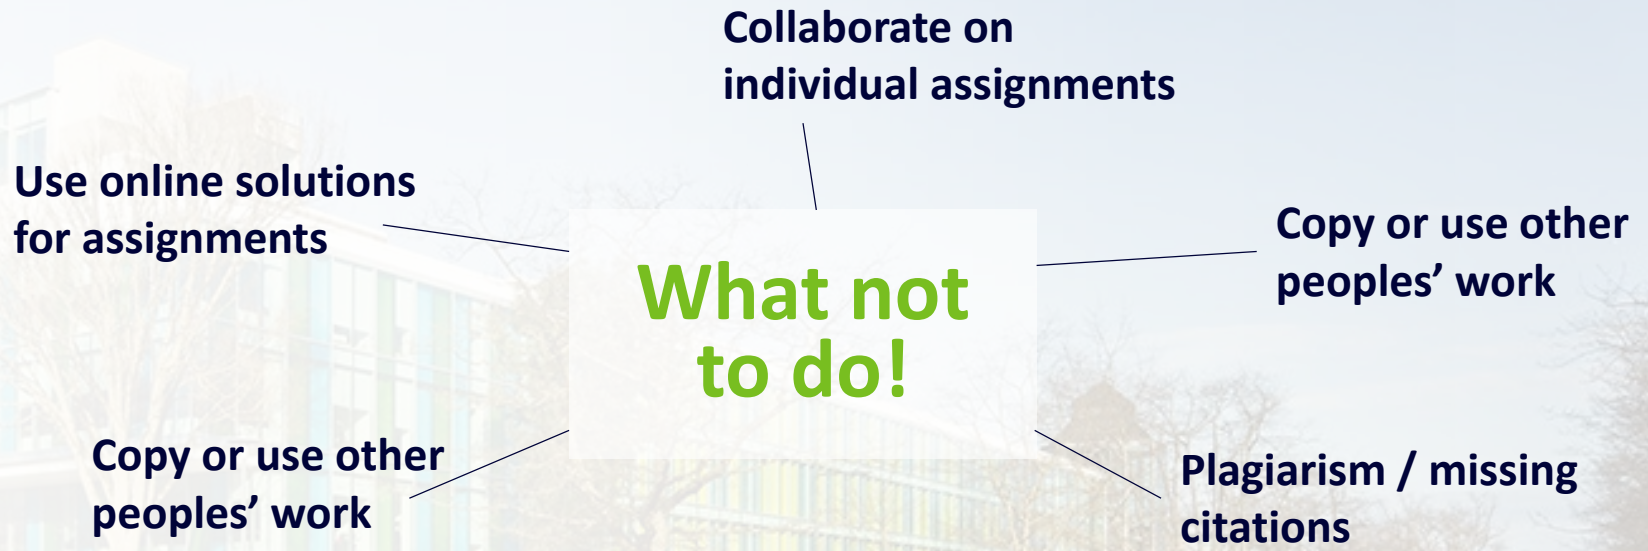 Collaborate on
individual assignments
Use online solutions
for assignments
Copy or use other
peoples’ work
What not
to do!
Copy or use other
peoples’ work
Plagiarism / missing
citations